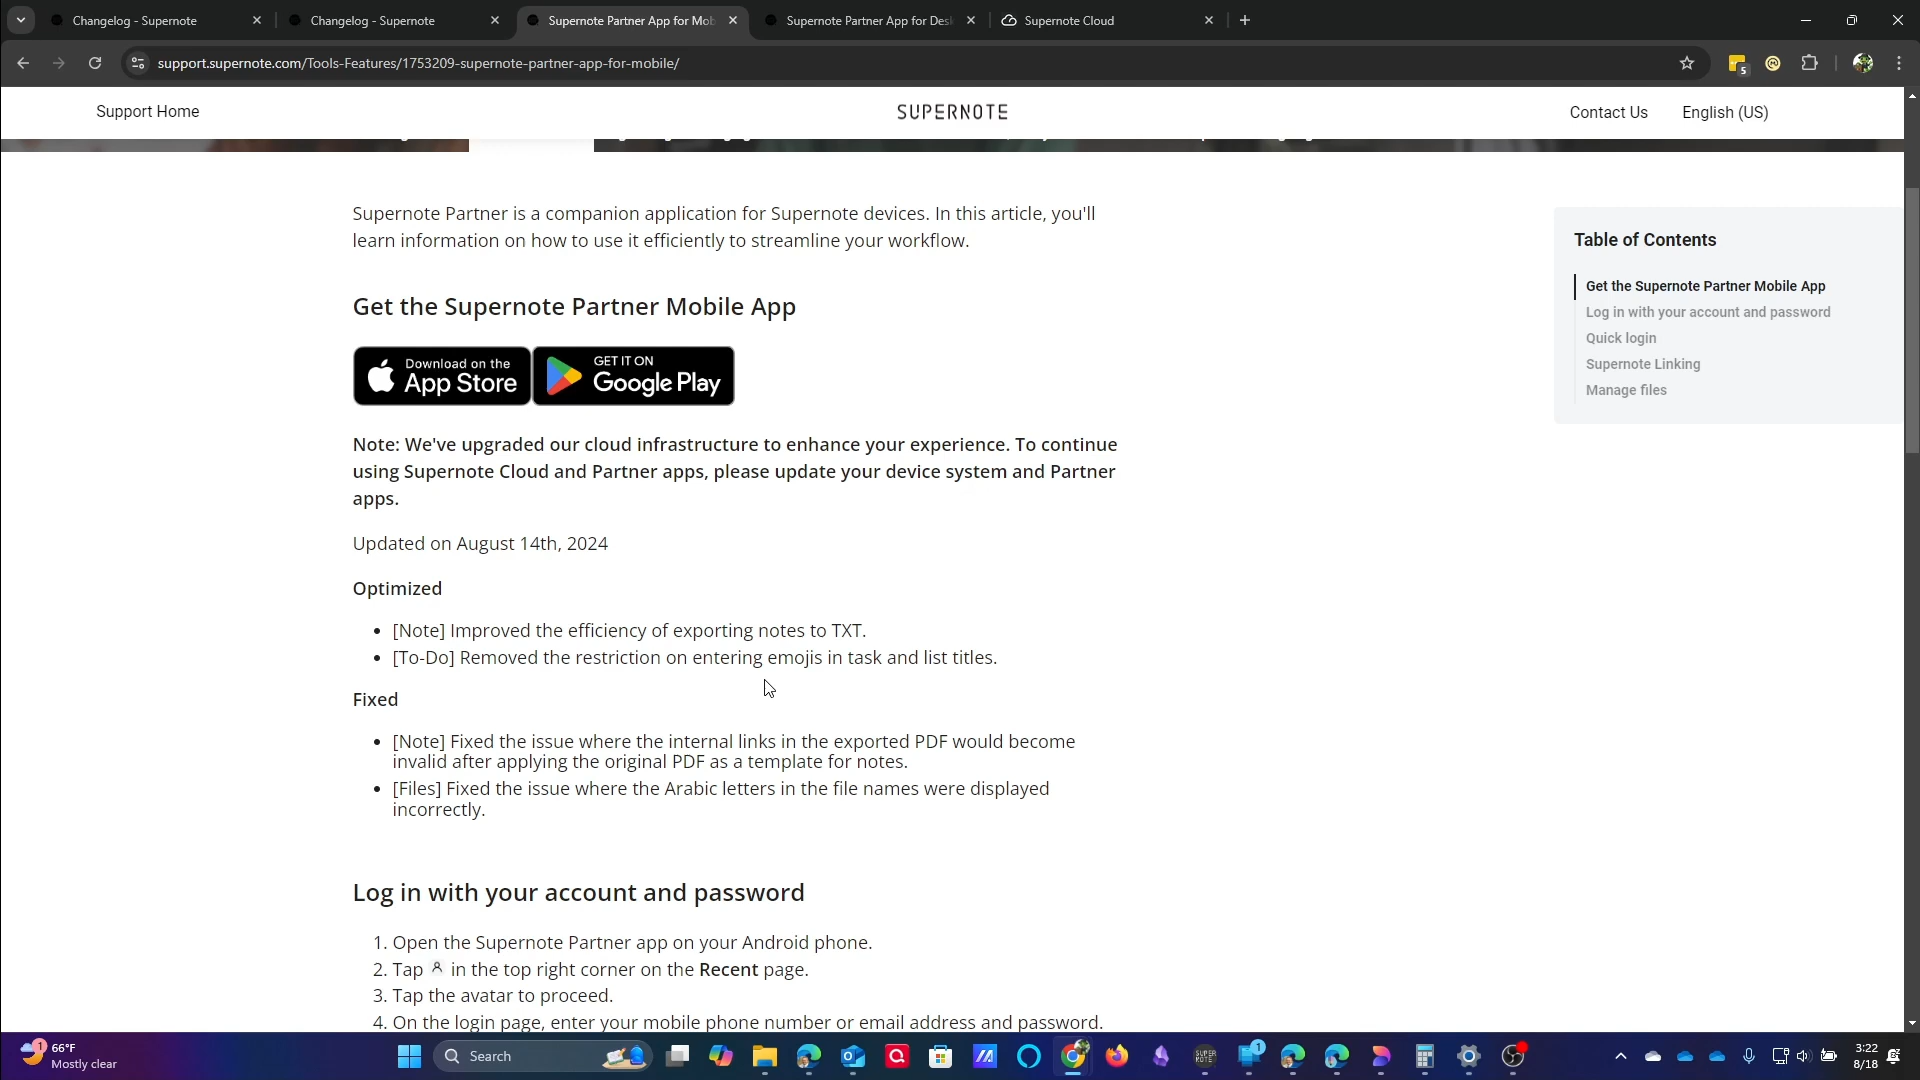 Changelog - Supernote
Changelog - Supernote
Supernote Partner App for Mob
Supernote Partner App for Des
Supernote Cloud
support.supernote.com/Tools-Features/1753209-supernote-partner-app-for-mobile/
5
Support Home
SUPERNOTE
Contact Us
English (US)
Supernote Partner is a companion application for Supernote devices. In this article, you'll
learn information on how to use it efficiently to streamline your workflow.
Table of Contents
Get the Supernote Partner Mobile App
Log in with your account and password
Quick login
Supernote Linking
Manage files
Get the Supernote Partner Mobile App
Download on the
App Store
GET IT ON
Google Play
Note: We've upgraded our cloud infrastructure to enhance your experience. To continue
using Supernote Cloud and Partner apps, please update your device system and Partner
apps.
Updated on August 14th, 2024
Optimized
• [Note] Improved the efficiency of exporting notes to TXT.
• [To-Do] Removed the restriction on entering emojis in task and list titles.
Fixed
• [Note] Fixed the issue where the internal links in the exported PDF would become
invalid after applying the original PDF as a template for notes.
• [Files] Fixed the issue where the Arabic letters in the file names were displayed
incorrectly.
Log in with your account and password
1. Open the Supernote Partner app on your Android phone.
2. Tap in the top right corner on the Recent page.
3. Tap the avatar to proceed.
4. On the login page, enter your mobile phone number or email address and password.
1
66°F
Mostly clear
Search
SUPER
NOTE
1
3:22
8/18